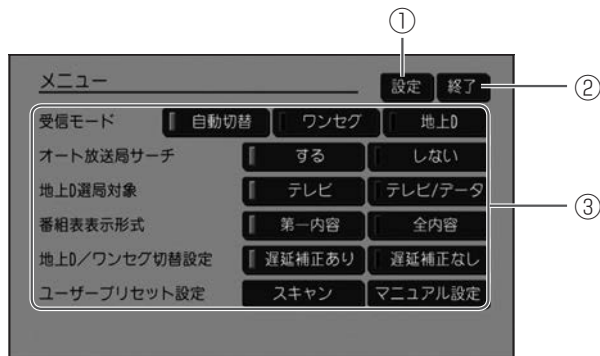 ①
メニュー 設定 終了 ②
受信モード 自動切替 ワンセグ 地上D
オート放送局サーチ する しない
地上D選局対象 テレビ テレビ/データ ③
番組表表示形式 第一内容 全内容
地上D/ワンセグ切替設定 遅延補正あり 遅延補正なし
ユーザープリセット設定 スキャン マニュアル設定